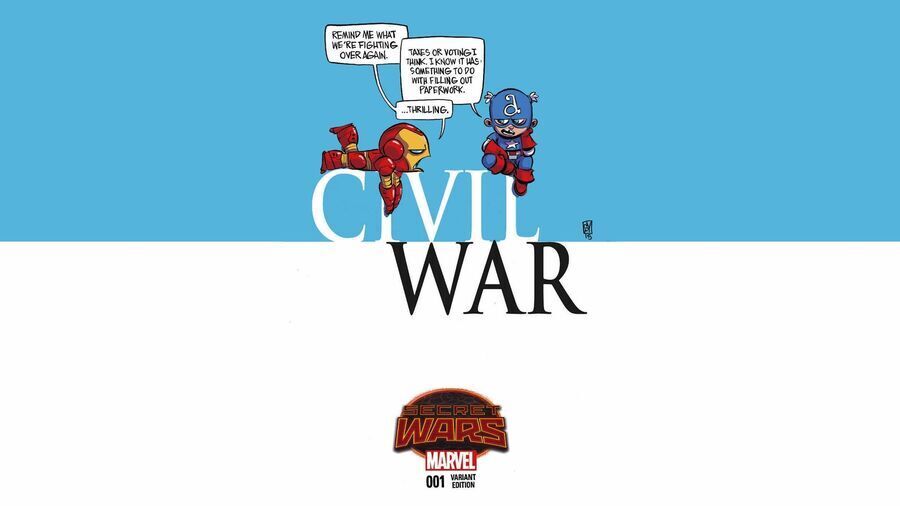 REMIND ME WHAT
WE'RE FIGHTING
OVER AGAIN.
TAXES OR VOTING I
THINK. I KNOW IT HAS
SOMETHING TO DO
WITH FILLING OUT
PAPERWORK.
...THRILLING.
a
CIVIL
WAR
SECRET
WARS
MARVEL
001 VARIANT
EDITION